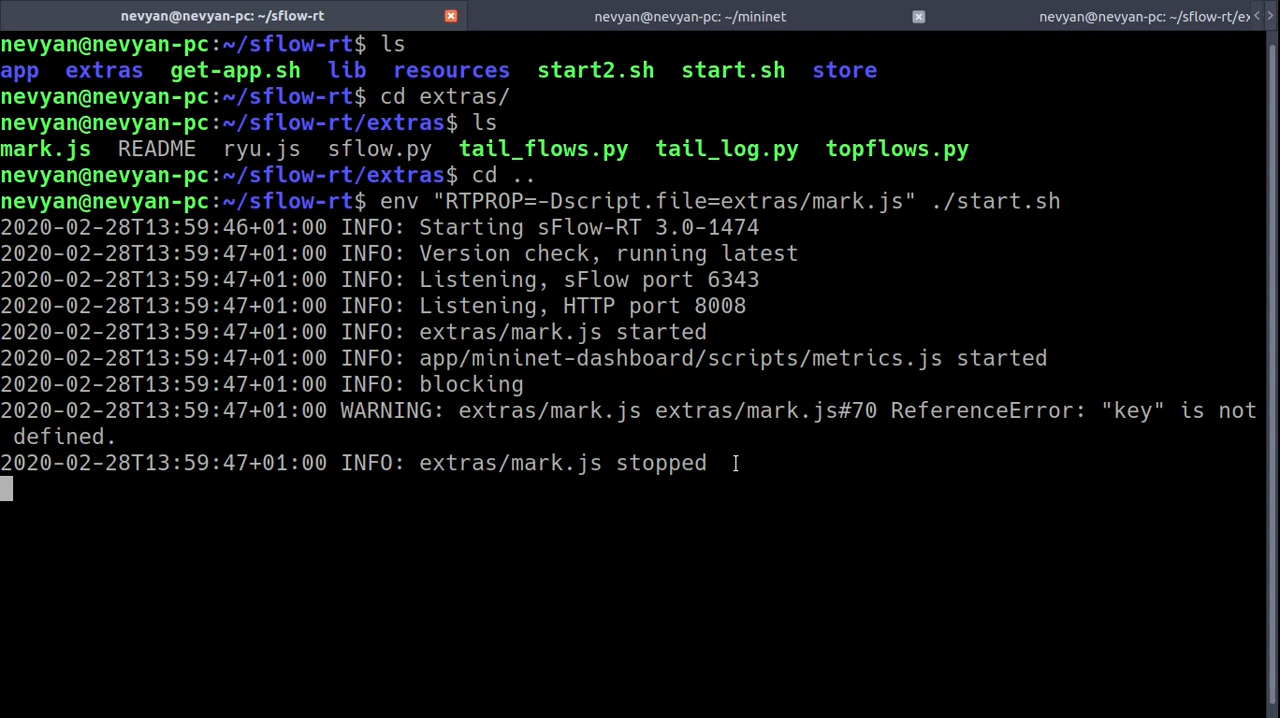 nevyan@nevyan-pc: ~/sflow-rt
nevyan@nevyan-pc: ~/mininet
nevyan@nevyan-pc: ~/sflow-rt/ex
nevyan@nevyan-pc:~/sflow-rt$ ls
app extras get-app.sh lib resources start2.sh start.sh store
nevyan@nevyan-pc:~/sflow-rt$ cd extras/
nevyan@nevyan-pc:~/sflow-rt/extras$ ls
mark.js README ryu.js sflow.py tail_flows.py tail_log.py topflows.py
nevyan@nevyan-pc:~/sflow-rt/extras$ cd ..
nevyan@nevyan-pc:~/sflow-rt$ env "RTPROP=-Dscript.file=extras/mark.js" ./start.sh
2020-02-28T13:59:46+01:00 INFO: Starting sFlow-RT 3.0-1474
2020-02-28T13:59:47+01:00 INFO: Version check, running latest
2020-02-28T13:59:47+01:00 INFO: Listening, sFlow port 6343
2020-02-28T13:59:47+01:00 INFO: Listening, HTTP port 8008
2020-02-28T13:59:47+01:00 INFO: extras/mark.js started
2020-02-28T13:59:47+01:00 INFO: app/mininet-dashboard/scripts/metrics.js started
2020-02-28T13:59:47+01:00 INFO: blocking
2020-02-28T13:59:47+01:00 WARNING: extras/mark.js extras/mark.js#70 ReferenceError: "key" is not
defined.
2020-02-28T13:59:47+01:00 INFO: extras/mark.js stopped